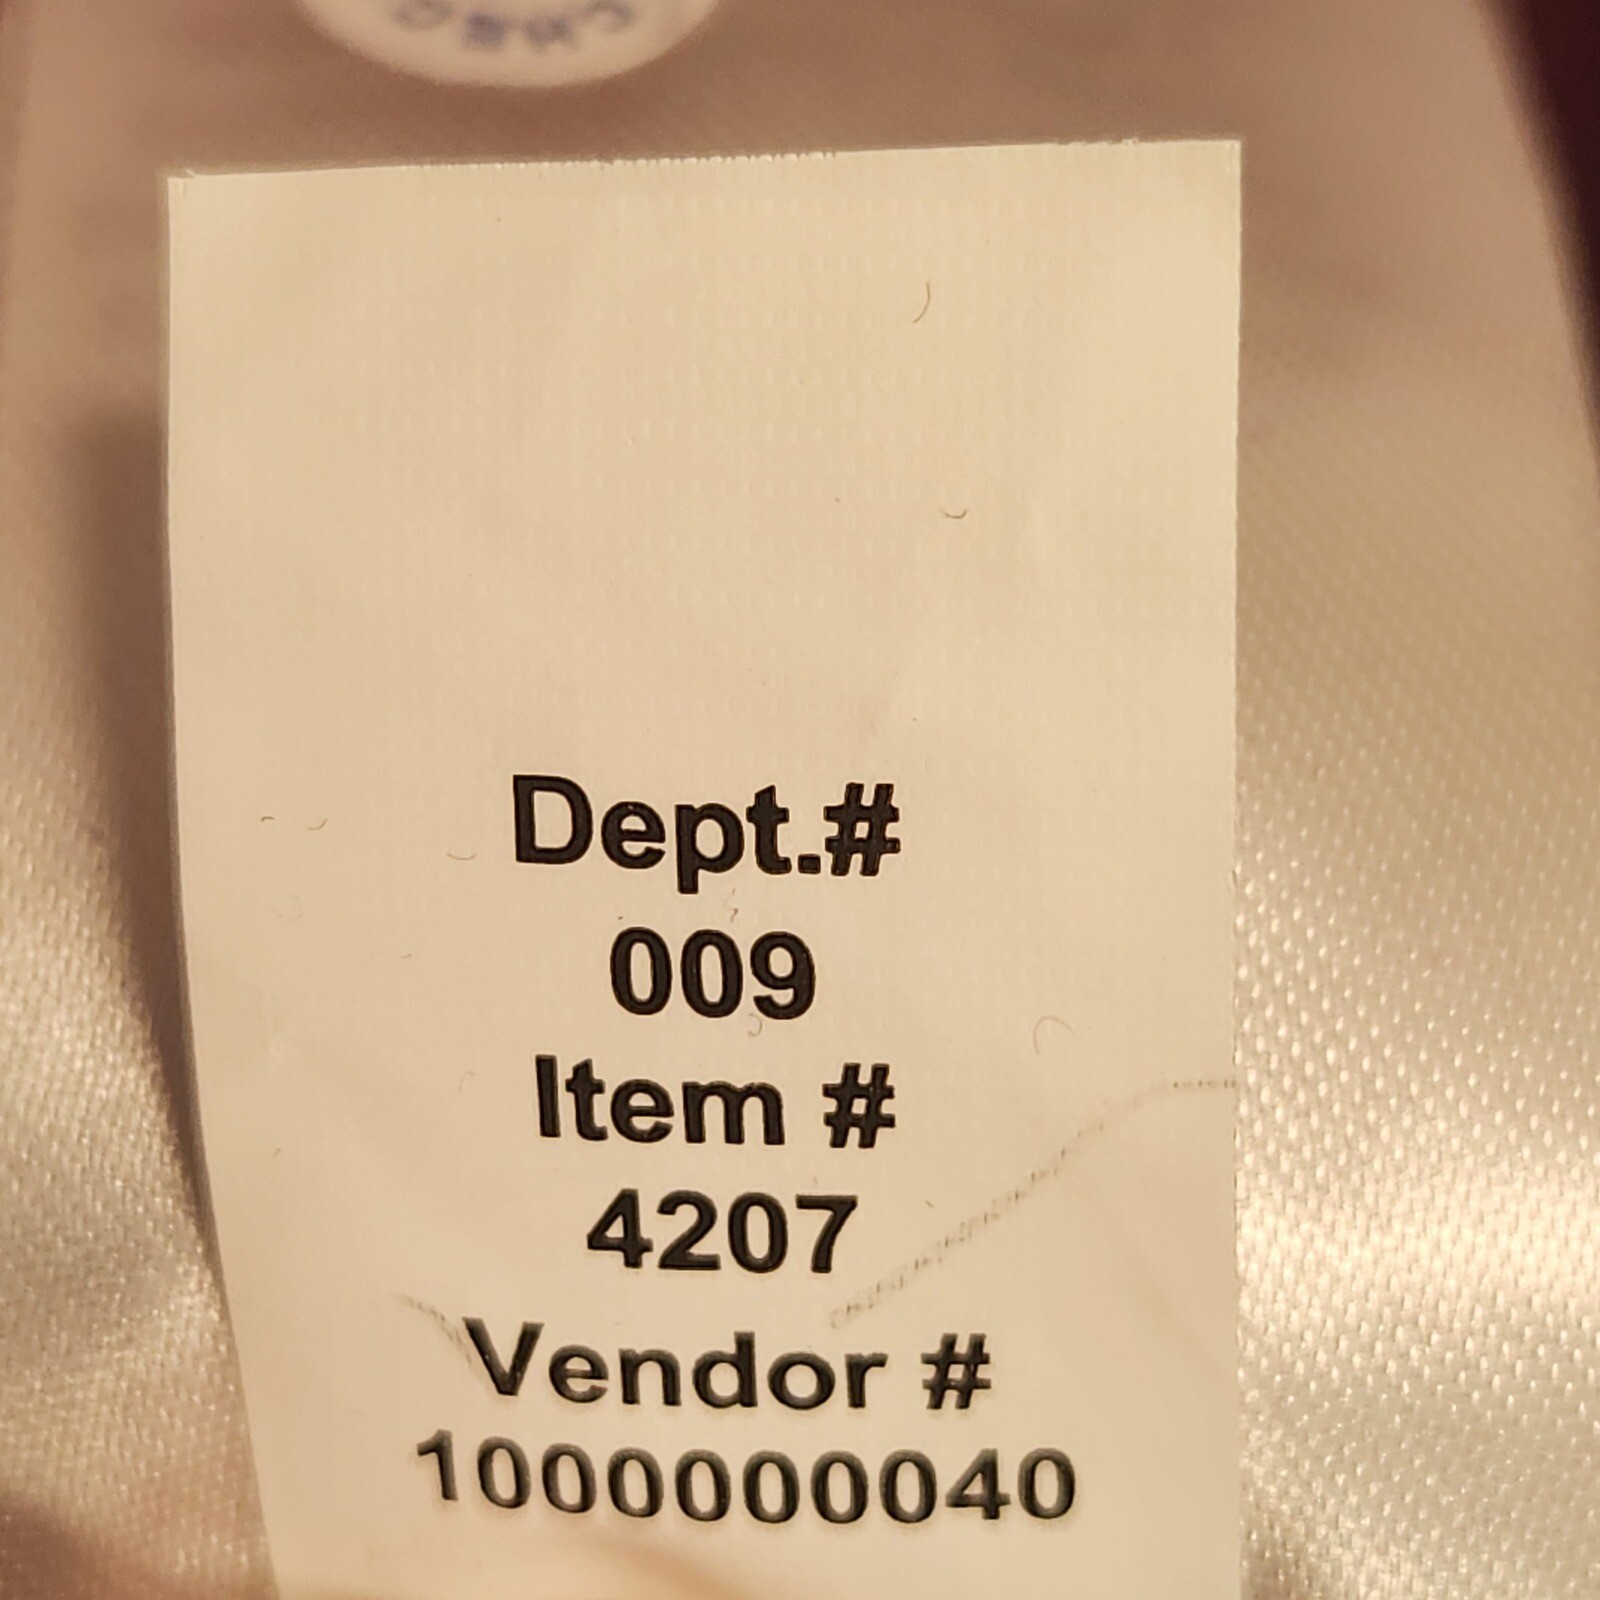 Dept.#
009
Item #
4207
Vendor #
1000000040